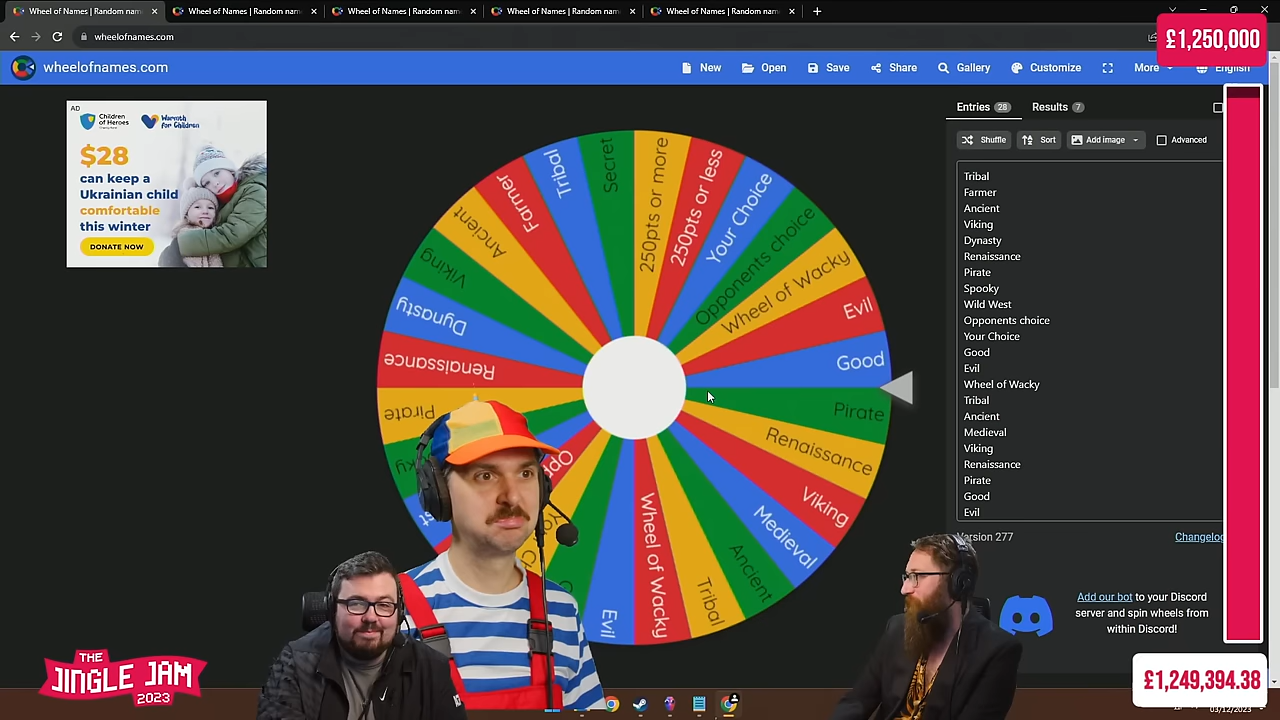 Wheel of Names | Random nam
Wheel of Names | Random nam
Wheel of Names | Random nam
Wheel of Names | Random nam
Wheel of Names | Random nam
wheelofnames.com
£1,250,000
wheelofnames.com
New
Open
Save
Share
Gallery
Customize
More
English
AD
Children of Heroes
Warmth for Children
$28
can keep a
Ukrainian child
comfortable
this winter
DONATE NOW
Entries 28
Results 7
Shuffle
Sort
Add image
Advanced
Tribal
Farmer
Ancient
Viking
Dynasty
Renaissance
Pirate
Spooky
Wild West
Opponents choice
Your Choice
Good
Evil
Wheel of Wacky
Tribal
Ancient
Medieval
Viking
Renaissance
Pirate
Good
Evil
Secret
250pts or more
250pts or less
Your Choice
Opponents choice
Wheel of Wacky
Evil
Good
Pirate
Renaissance
Viking
Medieval
Ancient
Tribal
Wheel of Wacky
Evil
Pirate
Renaissance
Dynasty
Viking
Ancient
Farmer
Tribal
Version 277
Changelog
Add our bot to your Discord
server and spin wheels from
within Discord!
THE
JINGLE JAM
2023
£1,249,394.38
03/12/2023